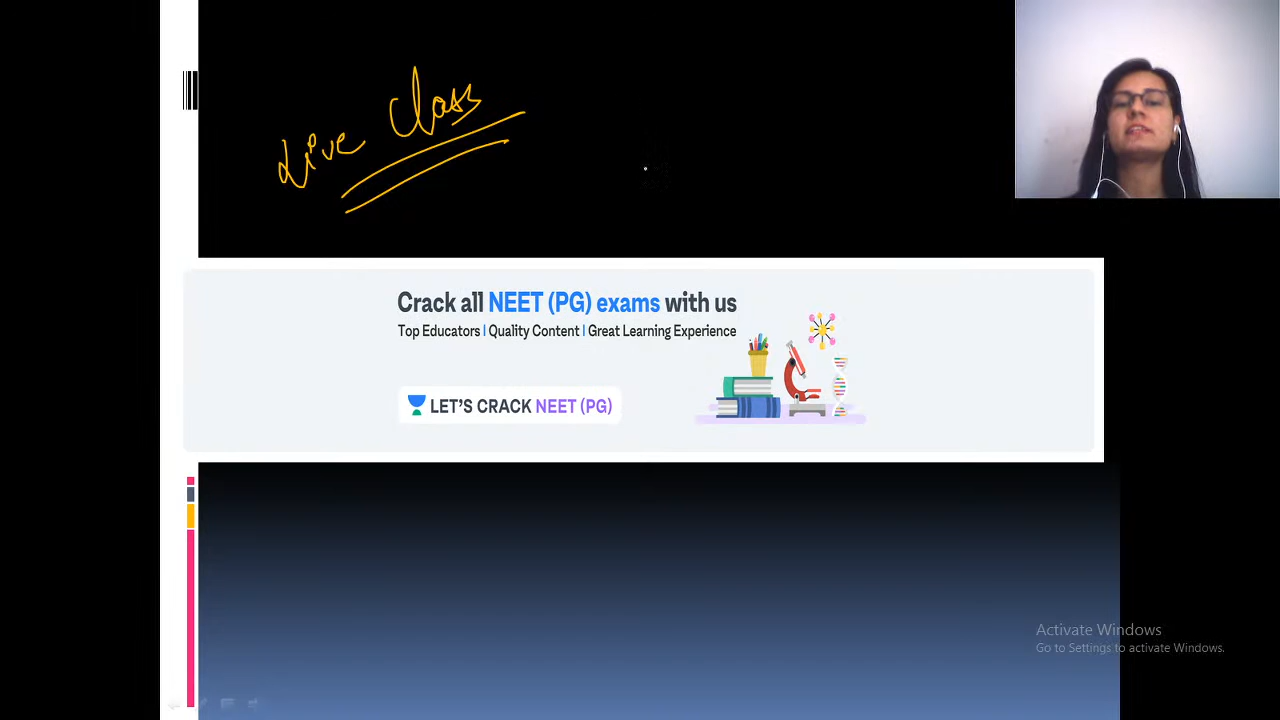 Live Class
Crack all NEET (PG) exams with us
Top Educators | Quality Content | Great Learning Experience
LET'S CRACK NEET (PG)
Activate Windows
Go to Settings to activate Windows.